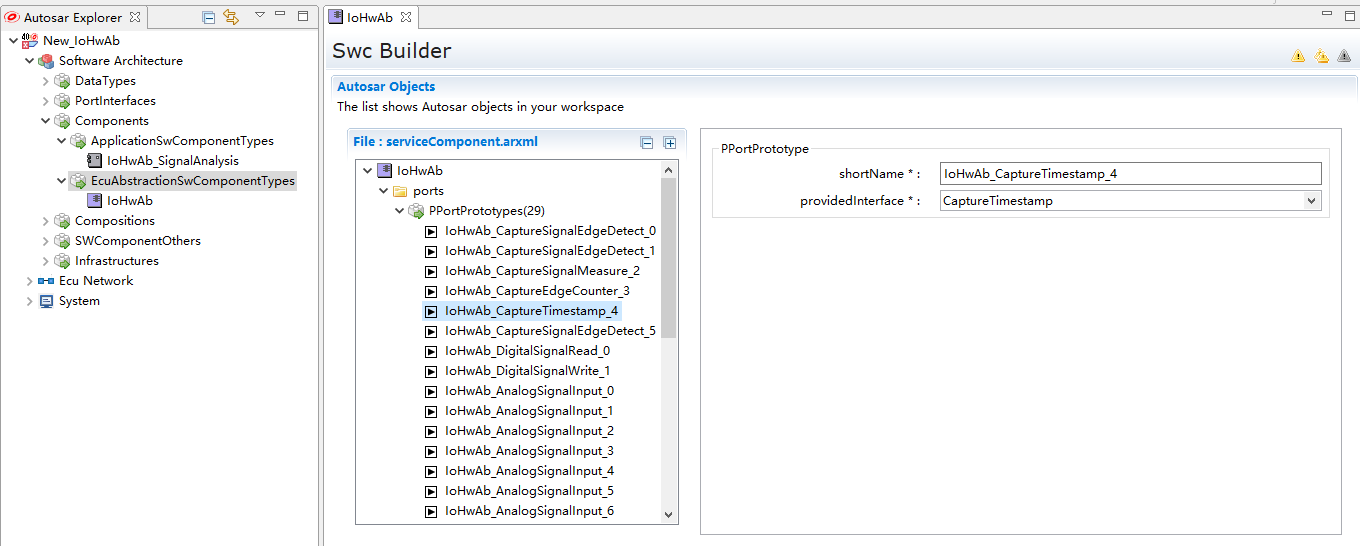 Autosar Explorer
New_IoHwAb
Software Architecture
DataTypes
PortInterfaces
Components
ApplicationSwComponentTypes
IoHwAb_SignalAnalysis
EcuAbstractionSwComponentTypes
IoHwAb
Compositions
SWComponentOthers
Infrastructures
Ecu Network
System
IoHwAb
Swc Builder
Autosar Objects
The list shows Autosar objects in your workspace
File : serviceComponent.arxml
IoHwAb
ports
PPortPrototypes(29)
IoHwAb_CaptureSignalEdgeDetect_0
IoHwAb_CaptureSignalEdgeDetect_1
IoHwAb_CaptureSignalMeasure_2
IoHwAb_CaptureEdgeCounter_3
IoHwAb_CaptureTimestamp_4
IoHwAb_CaptureSignalEdgeDetect_5
IoHwAb_DigitalSignalRead_0
IoHwAb_DigitalSignalWrite_1
IoHwAb_AnalogSignalInput_0
IoHwAb_AnalogSignalInput_1
IoHwAb_AnalogSignalInput_2
IoHwAb_AnalogSignalInput_3
IoHwAb_AnalogSignalInput_4
IoHwAb_AnalogSignalInput_5
IoHwAb_AnalogSignalInput_6
PPortPrototype
shortName * : IoHwAb_CaptureTimestamp_4
providedInterface * : CaptureTimestamp